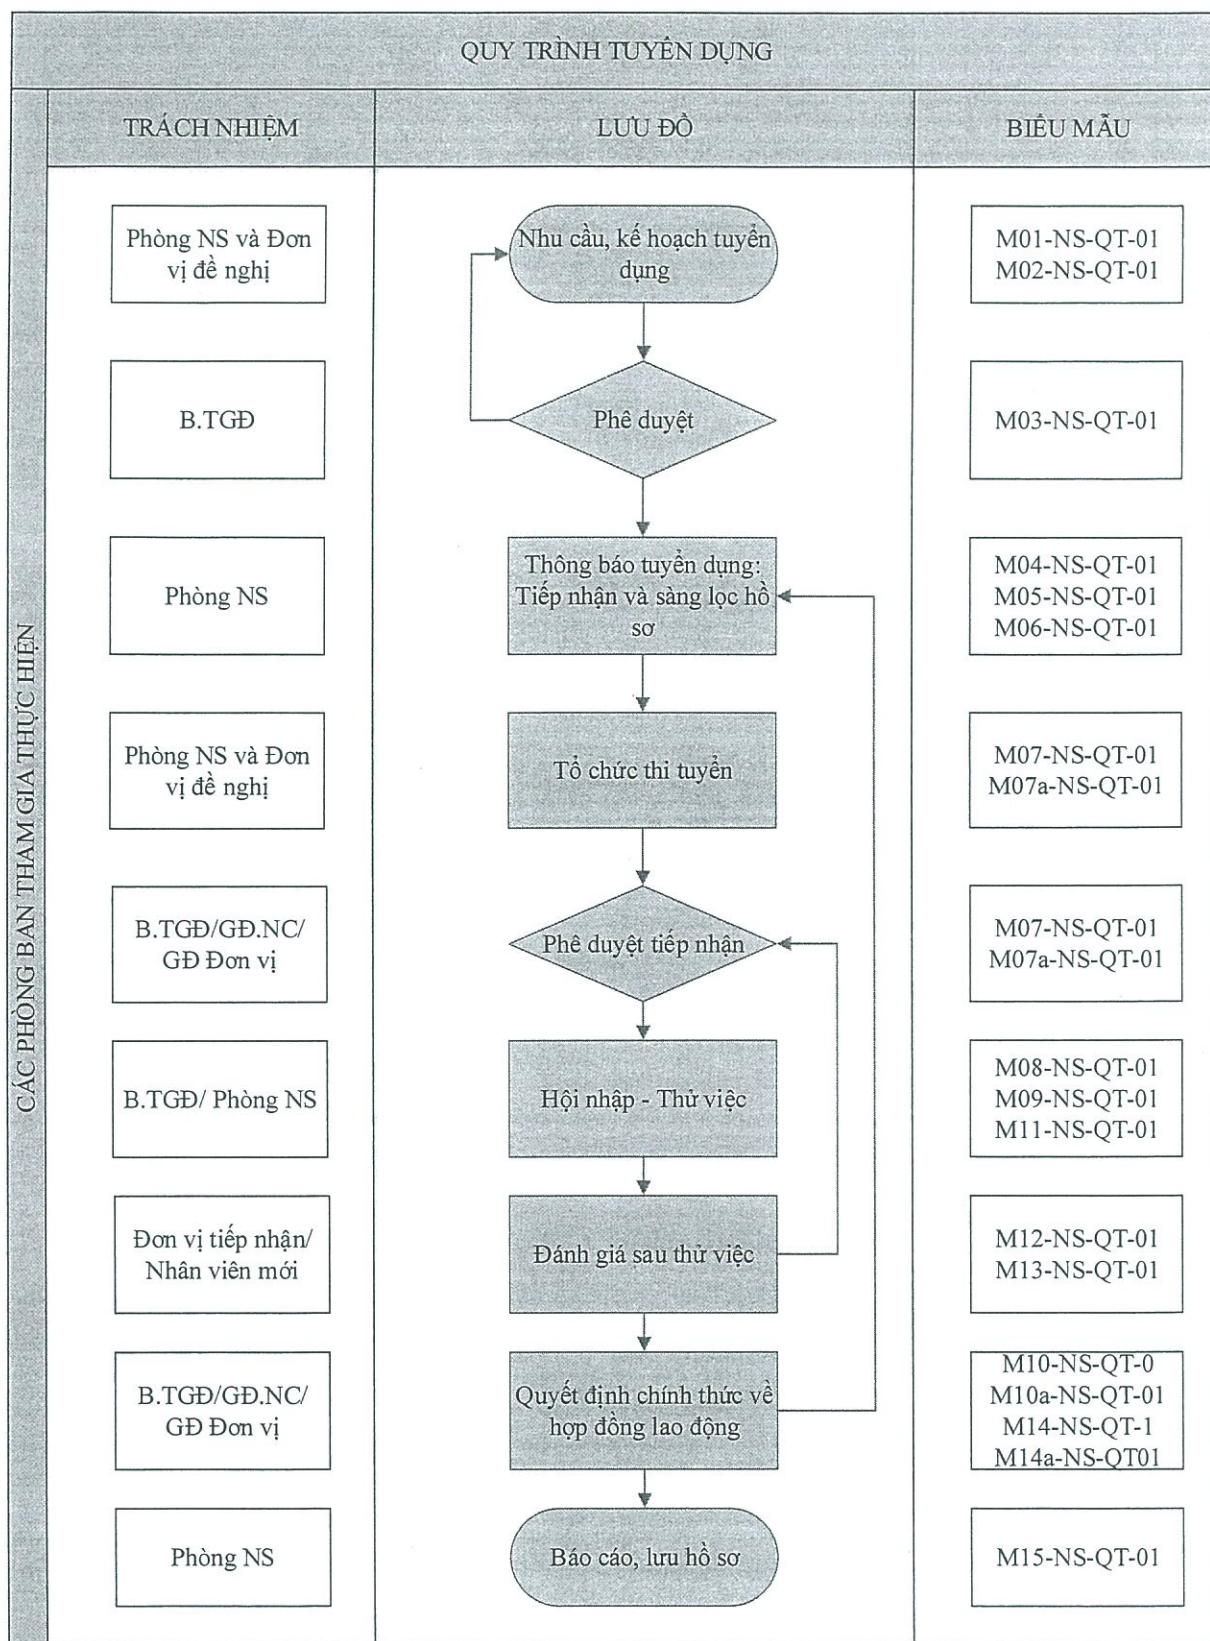 QUY TRÌNH TUYỂN DỤNG
CÁC PHÒNG BAN THAM GIA THỰC HIỆN
TRÁCH NHIỆM
LƯU ĐỒ
BIỂU MẪU
Phòng NS và Đơn
vị đề nghị
Nhu cầu, kế hoạch tuyển
dụng
M01-NS-QT-01
M02-NS-QT-01
B.TGĐ
Phê duyệt
M03-NS-QT-01
Phòng NS
Thông báo tuyển dụng:
Tiếp nhận và sàng lọc hồ
sơ
M04-NS-QT-01
M05-NS-QT-01
M06-NS-QT-01
Phòng NS và Đơn
vị đề nghị
Tổ chức thi tuyển
M07-NS-QT-01
M07a-NS-QT-01
B.TGĐ/GĐ.NC/
GĐ Đơn vị
Phê duyệt tiếp nhận
M07-NS-QT-01
M07a-NS-QT-01
B.TGĐ/ Phòng NS
Hội nhập - Thử việc
M08-NS-QT-01
M09-NS-QT-01
M11-NS-QT-01
Đơn vị tiếp nhận/
Nhân viên mới
Đánh giá sau thử việc
M12-NS-QT-01
M13-NS-QT-01
B.TGĐ/GĐ.NC/
GĐ Đơn vị
Quyết định chính thức về
hợp đồng lao động
M10-NS-QT-0
M10a-NS-QT-01
M14-NS-QT-1
M14a-NS-QT01
Phòng NS
Báo cáo, lưu hồ sơ
M15-NS-QT-01